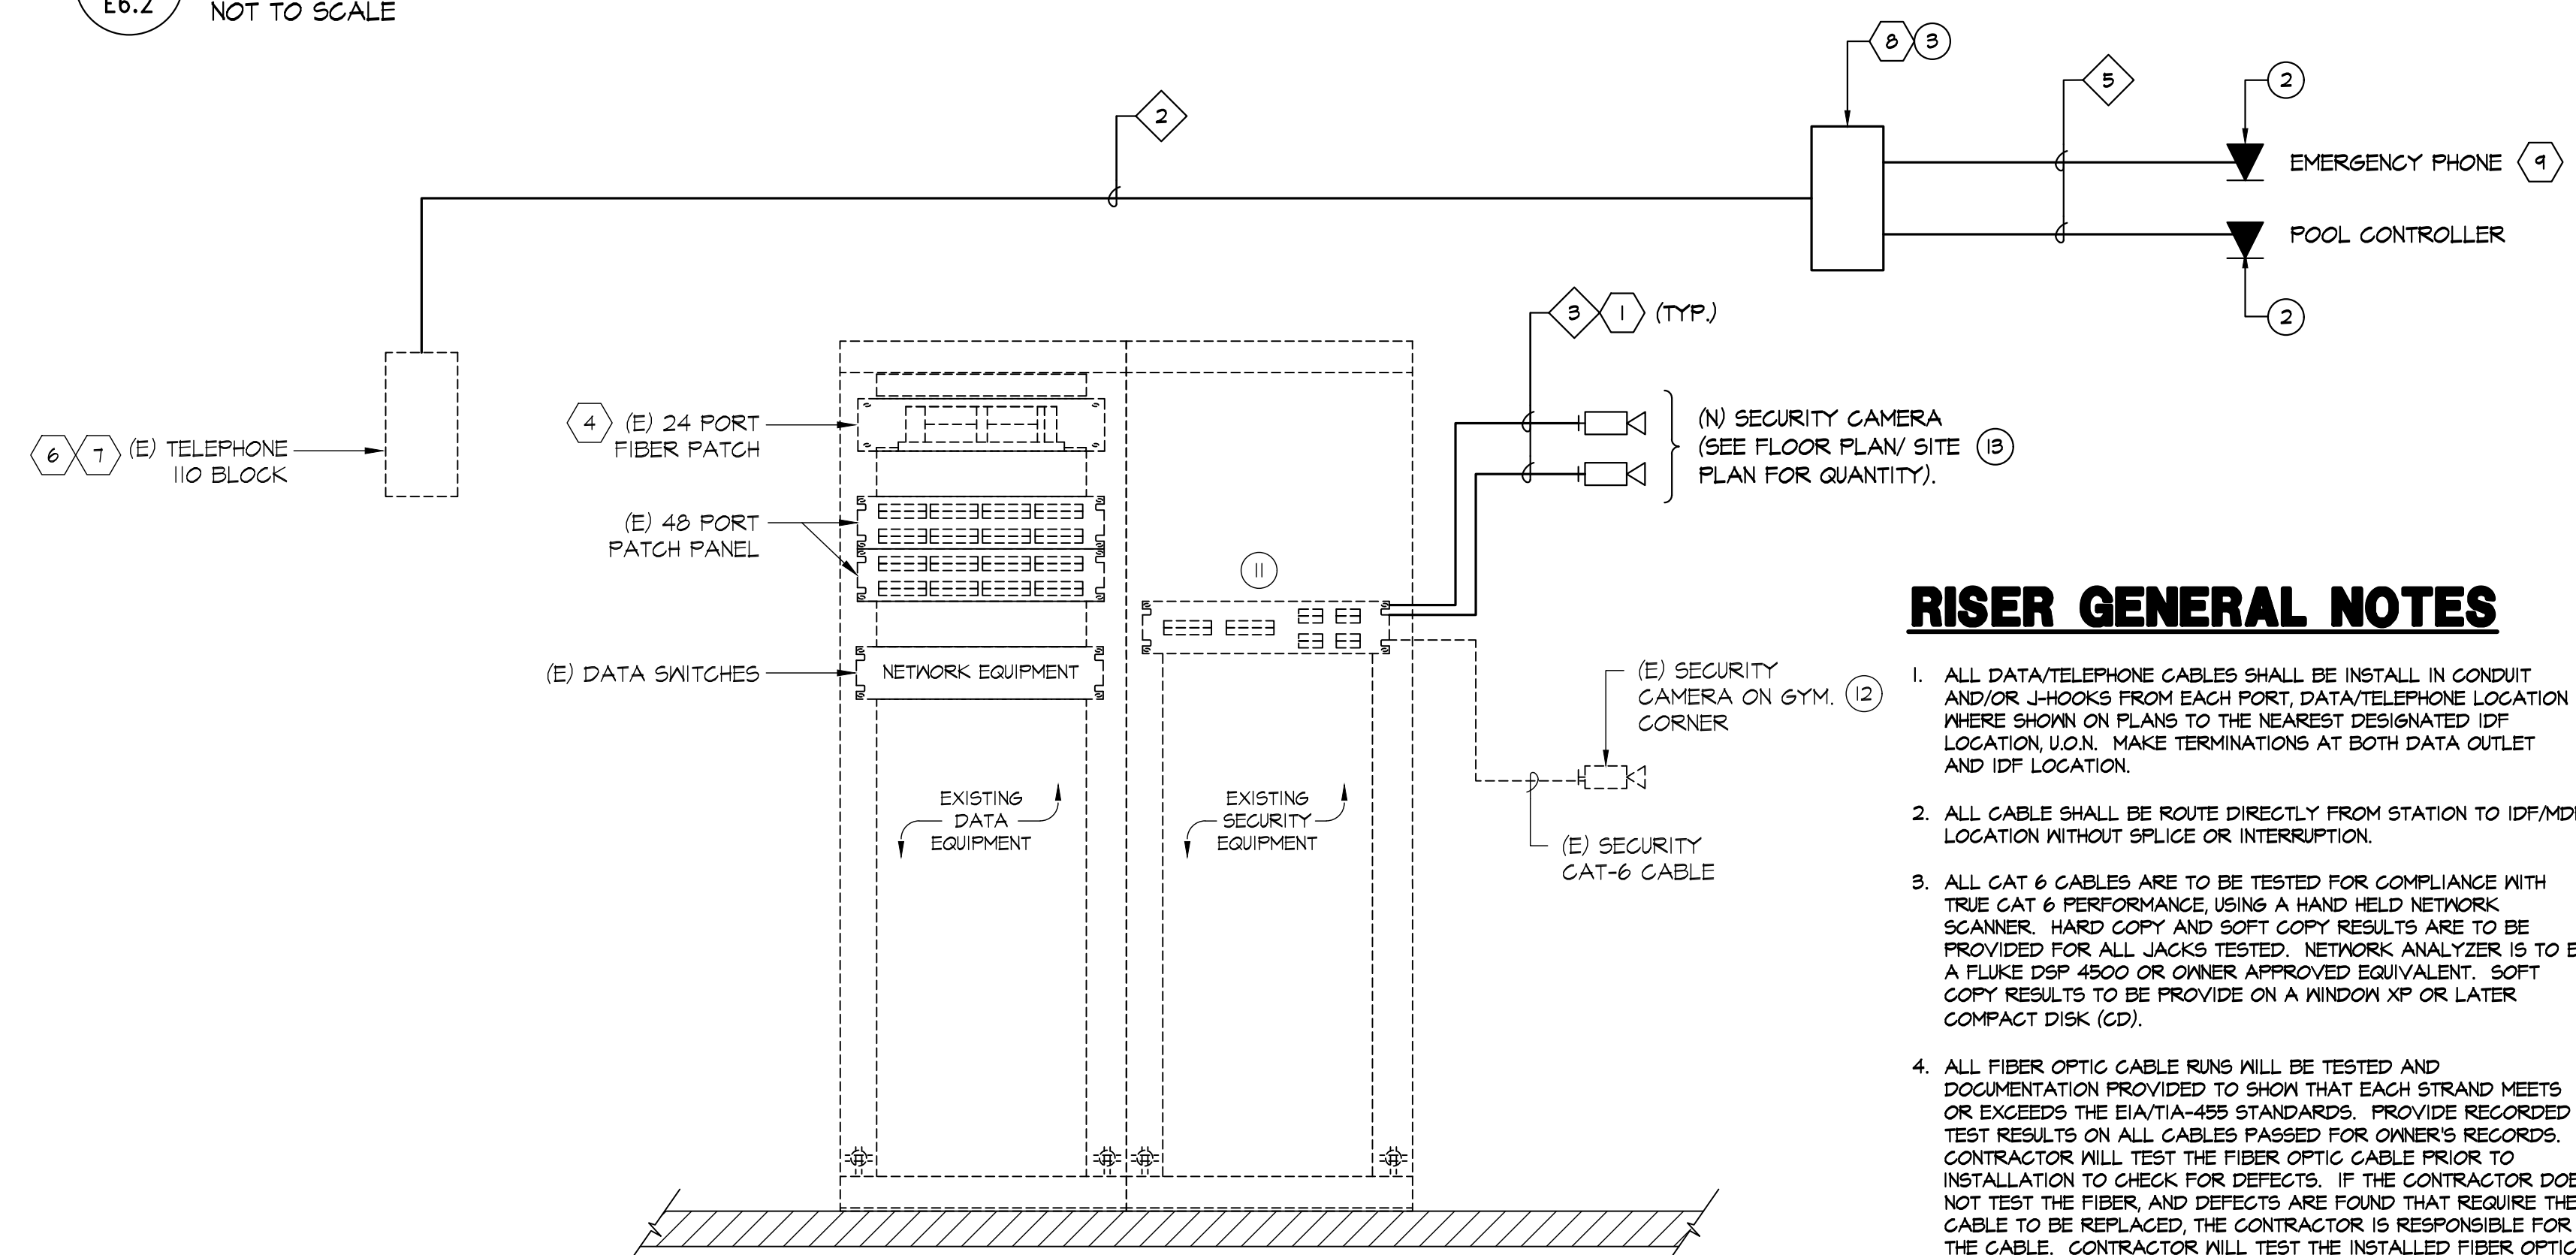 E6.2
NOT TO SCALE
8 3
5
2
2
EMERGENCY PHONE 9
POOL CONTROLLER
2
3 1 (TYP.)
4 (E) 24 PORT
FIBER PATCH
6 7 (E) TELEPHONE
110 BLOCK
(N) SECURITY CAMERA
(SEE FLOOR PLAN/ SITE 13
PLAN FOR QUANTITY).
(E) 48 PORT
PATCH PANEL
11
(E) DATA SWITCHES
NETWORK EQUIPMENT
(E) SECURITY
CAMERA ON GYM. 12
CORNER
EXISTING
DATA
EQUIPMENT
EXISTING
SECURITY
EQUIPMENT
(E) SECURITY
CAT-6 CABLE
RISER GENERAL NOTES
1. ALL DATA/TELEPHONE CABLES SHALL BE INSTALL IN CONDUIT
AND/OR J-HOOKS FROM EACH PORT, DATA/TELEPHONE LOCATION
WHERE SHOWN ON PLANS TO THE NEAREST DESIGNATED IDF
LOCATION, U.O.N. MAKE TERMINATIONS AT BOTH DATA OUTLET
AND IDF LOCATION.
2. ALL CABLE SHALL BE ROUTE DIRECTLY FROM STATION TO IDF/MD
LOCATION WITHOUT SPLICE OR INTERRUPTION.
3. ALL CAT 6 CABLES ARE TO BE TESTED FOR COMPLIANCE WITH
TRUE CAT 6 PERFORMANCE, USING A HAND HELD NETWORK
SCANNER. HARD COPY AND SOFT COPY RESULTS ARE TO BE
PROVIDED FOR ALL JACKS TESTED. NETWORK ANALYZER IS TO
A FLUKE DSP 4500 OR OWNER APPROVED EQUIVALENT. SOFT
COPY RESULTS TO BE PROVIDE ON A WINDOW XP OR LATER
COMPACT DISK (CD).
4. ALL FIBER OPTIC CABLE RUNS WILL BE TESTED AND
DOCUMENTATION PROVIDED TO SHOW THAT EACH STRAND MEETS
OR EXCEEDS THE EIA/TIA-455 STANDARDS. PROVIDE RECORDED
TEST RESULTS ON ALL CABLES PASSED FOR OWNER'S RECORDS.
CONTRACTOR WILL TEST THE FIBER OPTIC CABLE PRIOR TO
INSTALLATION TO CHECK FOR DEFECTS. IF THE CONTRACTOR DOE
NOT TEST THE FIBER, AND DEFECTS ARE FOUND THAT REQUIRE THE
CABLE TO BE REPLACED, THE CONTRACTOR IS RESPONSIBLE FOR
THE CABLE. CONTRACTOR WILL TEST THE INSTALLED FIBER OPTIC